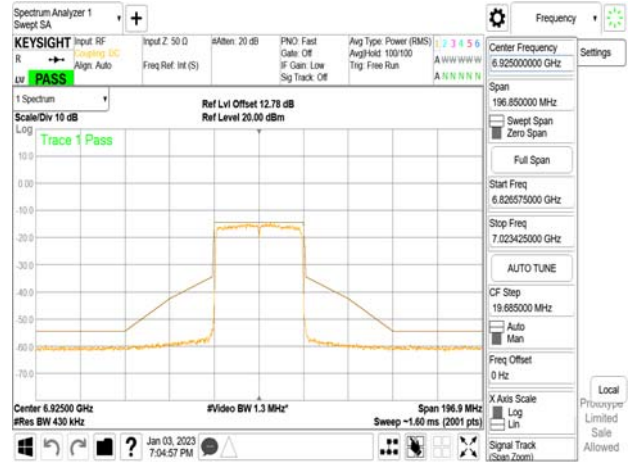 Spectrum Analyzer 1
Swept SA
+
Frequency
KEYSIGHT
R
LV PASS
Input: RF
Coupling: DC
Align: Auto
Input Z: 50 Ω
Freq Ref: Int (S)
#Atten: 20 dB
PNO: Fast
Gate: Off
IF Gain: Low
Sig Track: Off
Avg Type: Power (RMS)
Avg|Hold: 100/100
Trig: Free Run
1 2 3 4 5 6
A W W W W W
A N N N N N
1 Spectrum
Scale/Div 10 dB
Ref Lvl Offset 12.78 dB
Ref Level 20.00 dBm
Log
Trace 1 Pass
10.0
0.00
-10.0
-20.0
-30.0
-40.0
-50.0
-60.0
-70.0
Center 6.92500 GHz
#Video BW 1.3 MHz*
Span 196.9 MHz
#Res BW 430 kHz
Sweep ~1.60 ms (2001 pts)
Jan 03, 2023
7:04:57 PM
Center Frequency
6.925000000 GHz
Settings
Span
196.850000 MHz
Swept Span
Zero Span
Full Span
Start Freq
6.826575000 GHz
Stop Freq
7.023425000 GHz
AUTO TUNE
CF Step
19.685000 MHz
Auto
Man
Freq Offset
0 Hz
X Axis Scale
Log
Lin
Signal Track
(Span Zoom)
Local
Prototype
Limited
Sale
Allowed